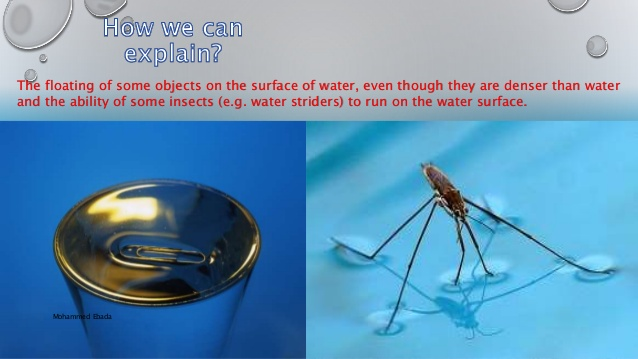 How we can
explain?
The floating of some objects on the surface of water, even though they are denser than water
and the ability of some insects (e.g. water striders) to run on the water surface.
Mohammed Ebada